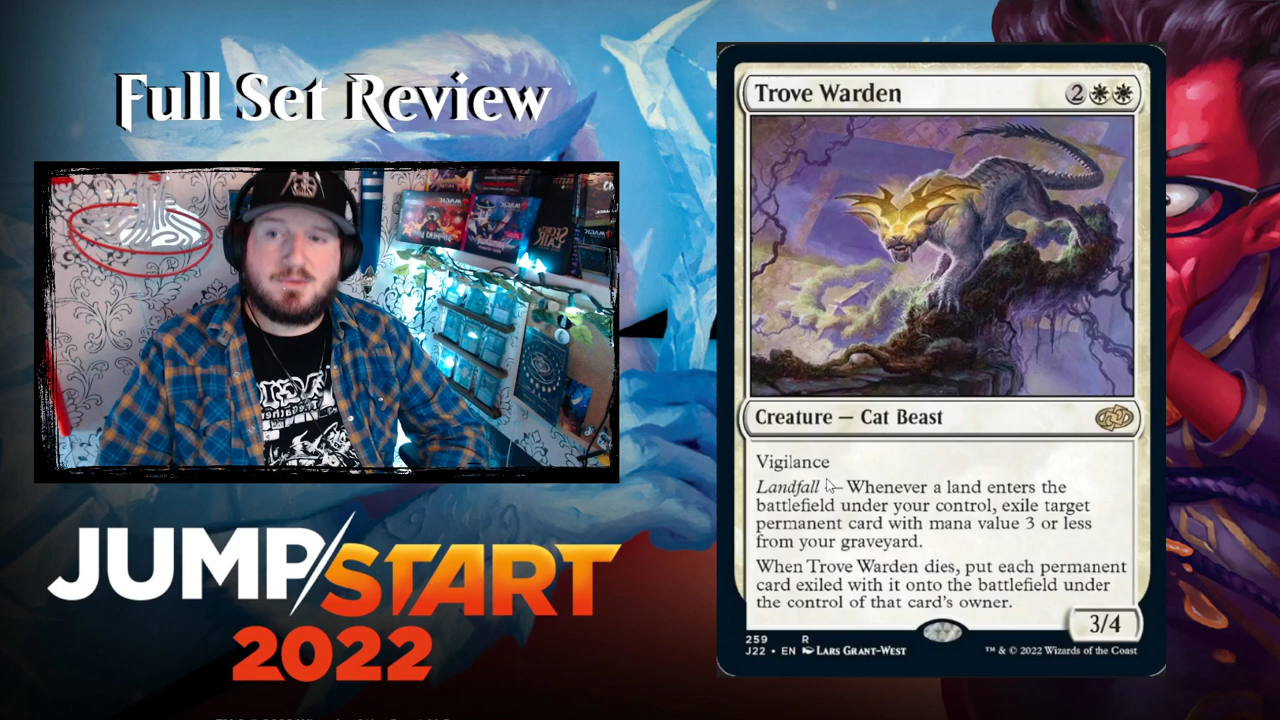 Full Set Review
JUMP/START
2022
Trove Warden 2
Creature — Cat Beast
Vigilance
Landfall — Whenever a land enters the
battlefield under your control, exile target
permanent card with mana value 3 or less
from your graveyard.
When Trove Warden dies, put each permanent
card exiled with it onto the battlefield under
the control of that card's owner.
3/4
259 R
J22 • EN Lars Grant-West
™ & © 2022 Wizards of the Coast